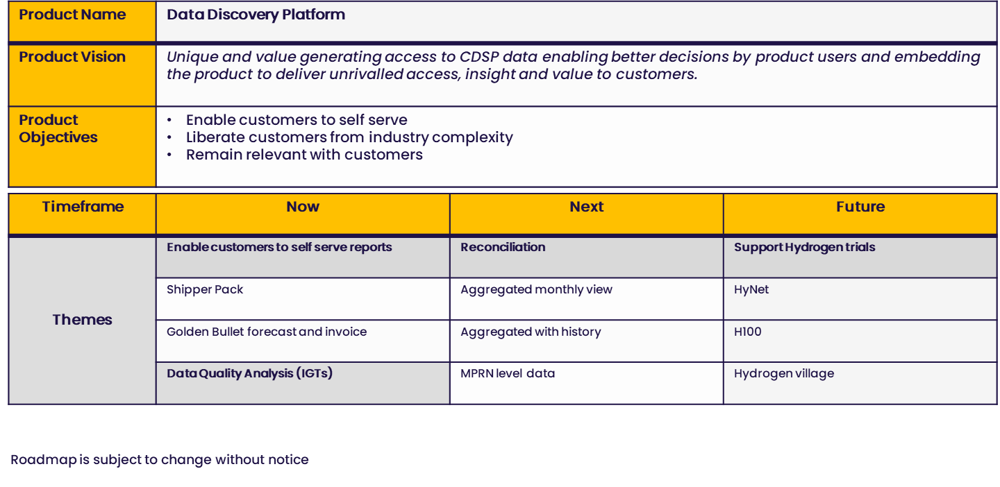 Product Name
Data Discovery Platform
Product Vision
Unique and value generating access to CDSP data enabling better decisions by product users and embedding
the product to deliver unrivalled access, insight and value to customers.
Product
Objectives
• Enable customers to self serve
• Liberate customers from industry complexity
• Remain relevant with customers
Timeframe
Now
Next
Future
Themes
Enable customers to self serve reports
Reconciliation
Support Hydrogen trials
Shipper Pack
Aggregated monthly view
HyNet
Golden Bullet forecast and invoice
Aggregated with history
H100
Data Quality Analysis (IGTs)
MPRN level data
Hydrogen village
Roadmap is subject to change without notice